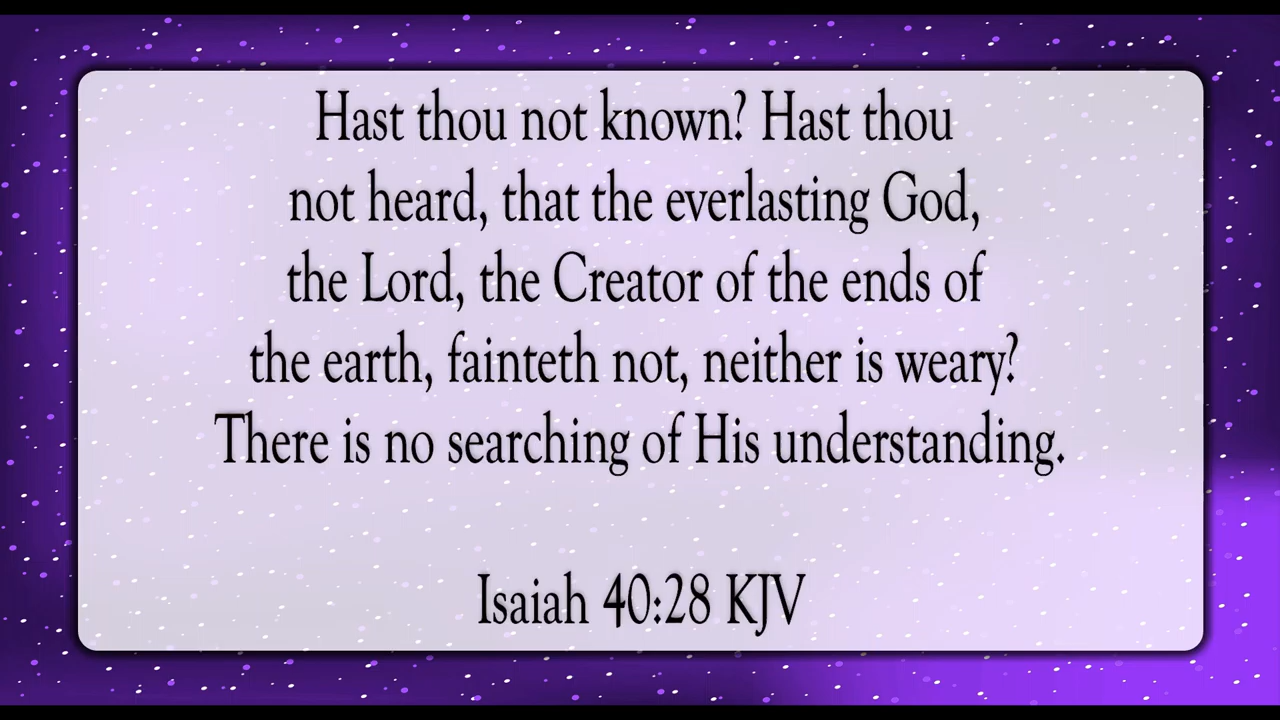 Hast thou not known? Hast thou
not heard, that the everlasting God,
the Lord, the Creator of the ends of
the earth, fainteth not, neither is weary?
There is no searching of His understanding.
Isaiah 40:28 KJV